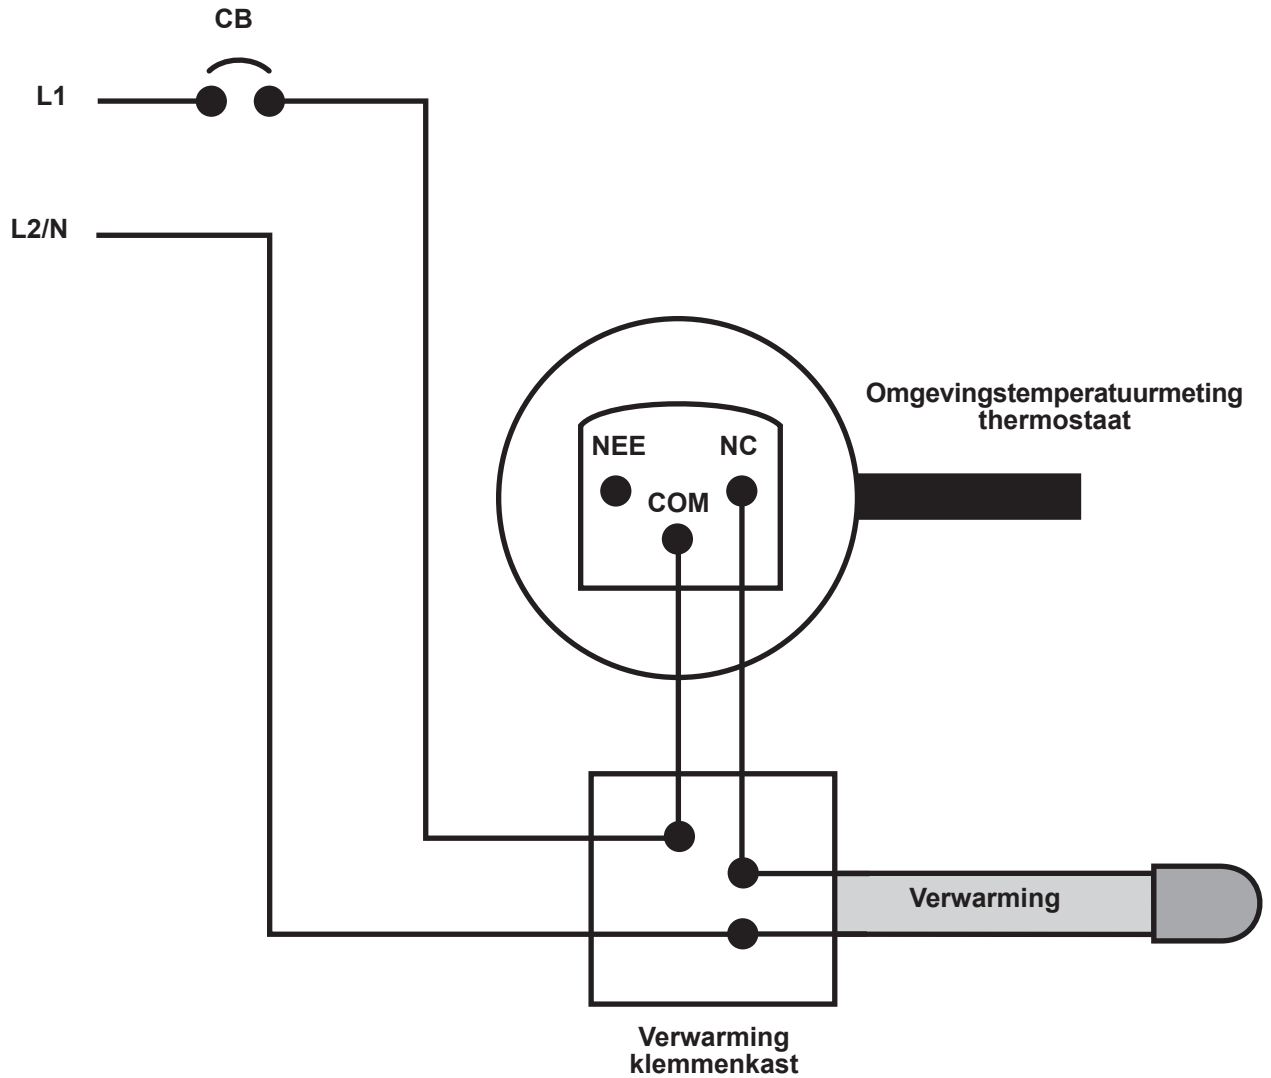 CB
L1
L2/N
Omgevingstemperatuurmeting
thermostaat
NEE
NC
COM
Verwarming
Verwarming
klemmenkast